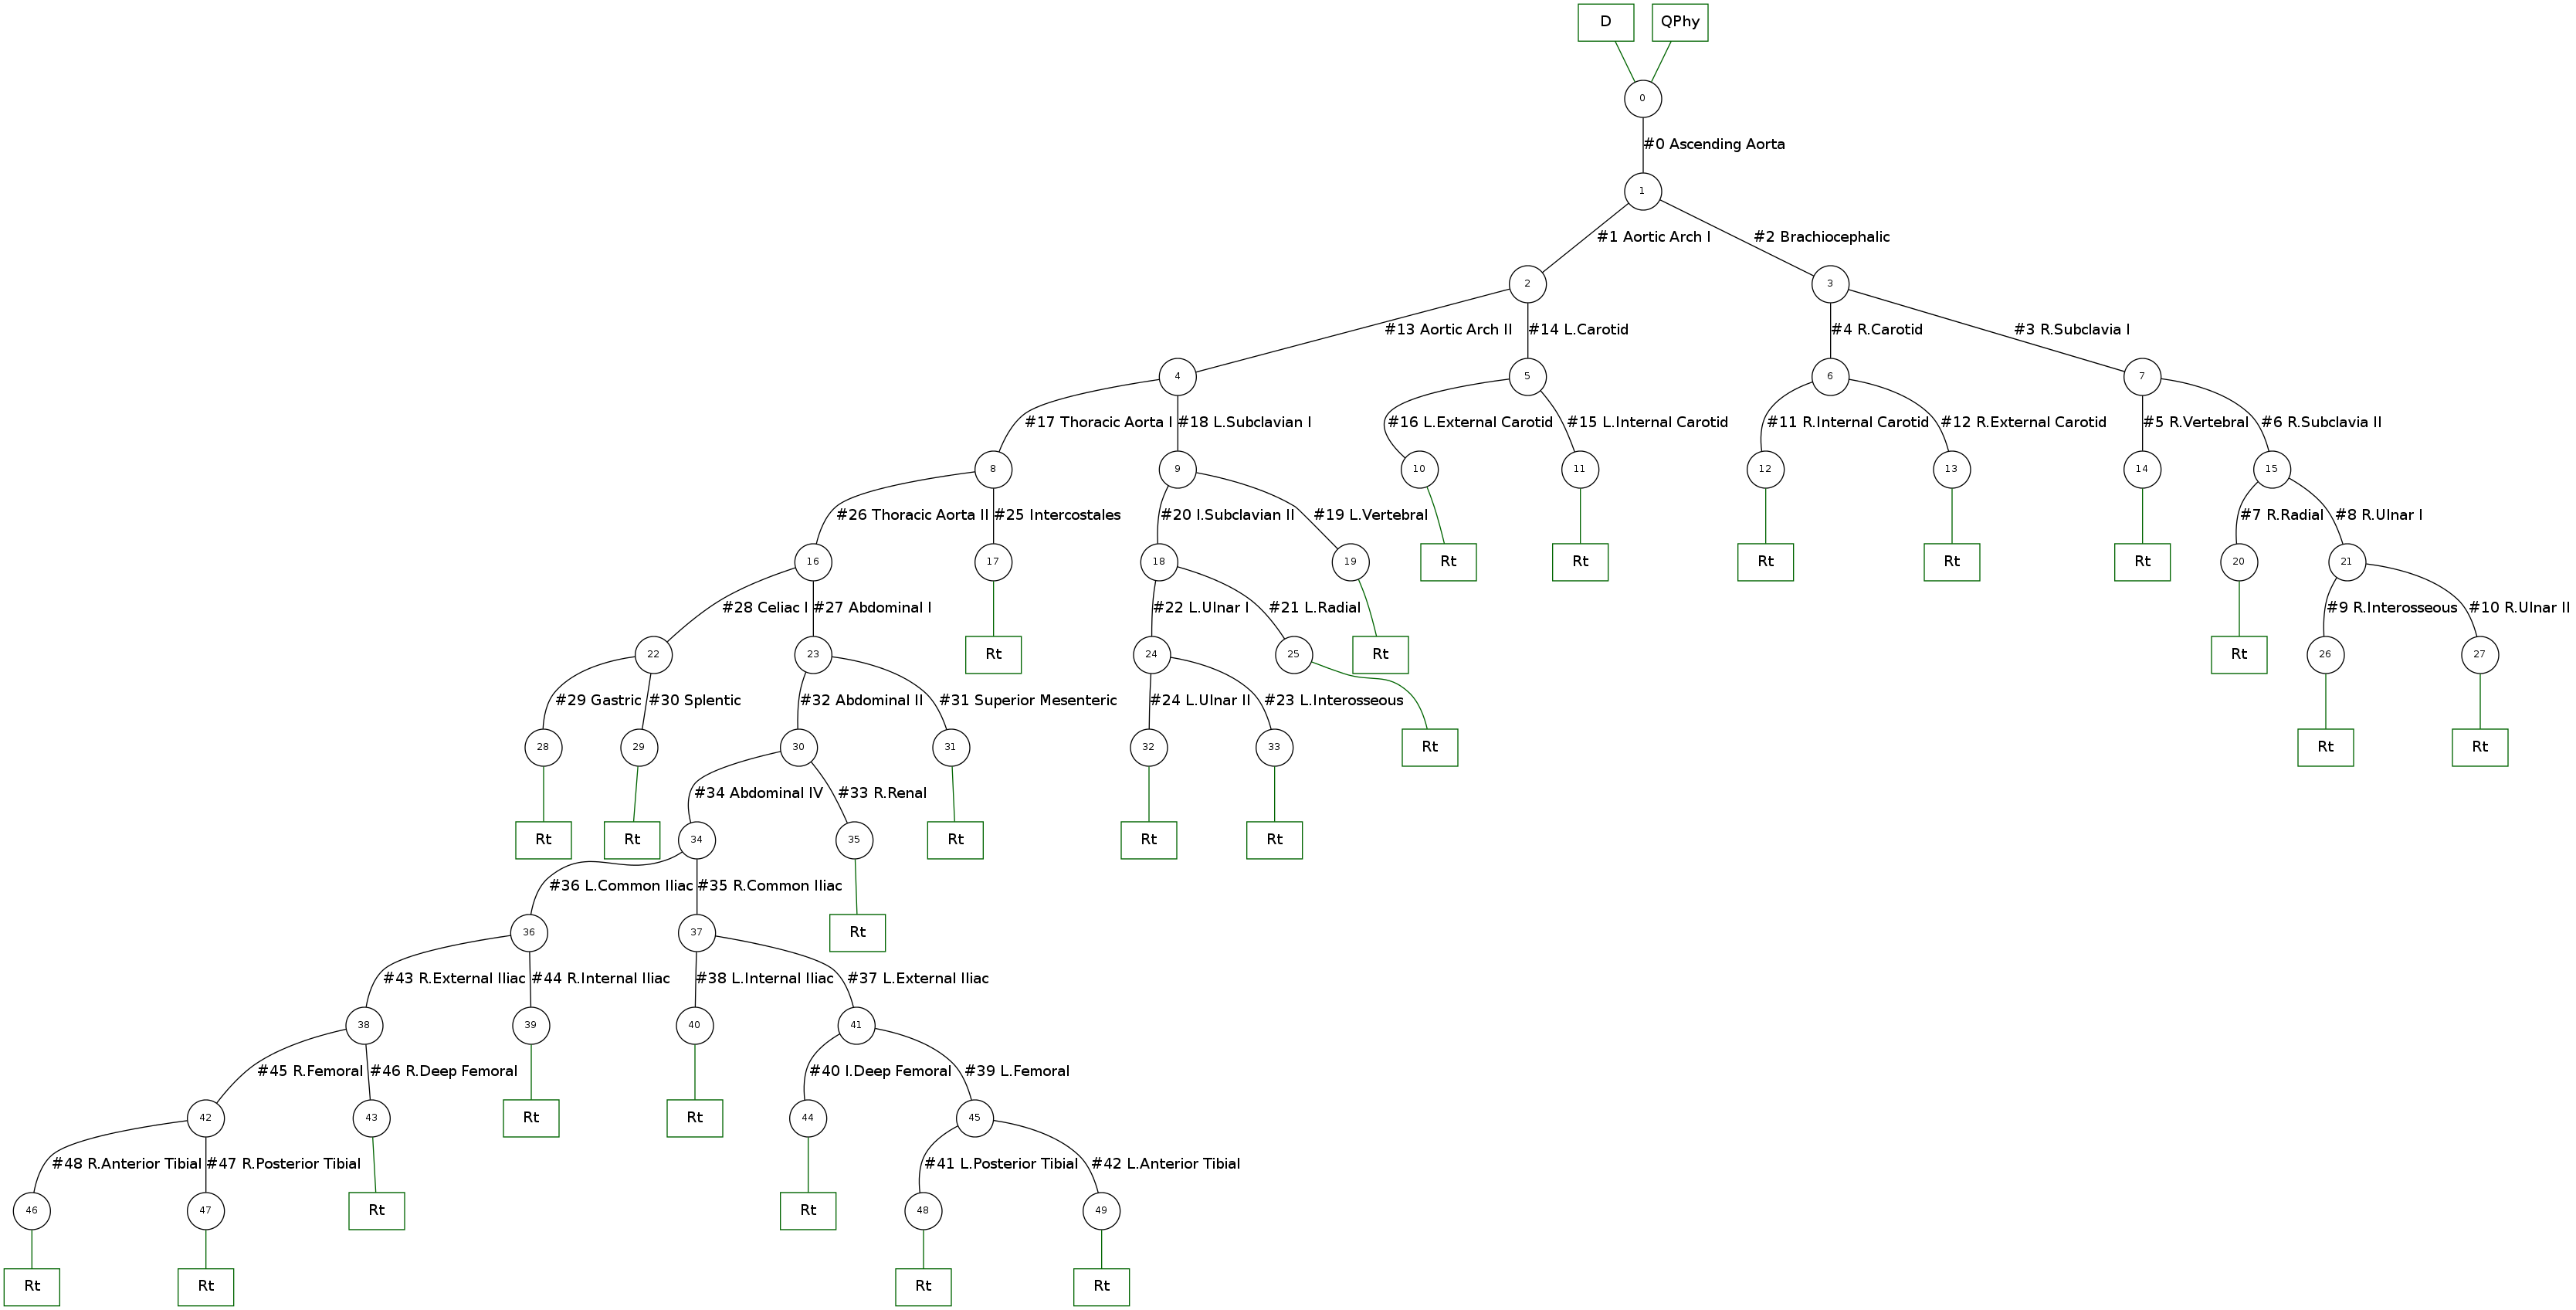 D QPhy
0
#0 Ascending Aorta
1
#1 Aortic Arch I #2 Brachiocephalic
2 3
#13 Aortic Arch II #14 L.Carotid #4 R.Carotid #3 R.Subclavia I
4 5 6 7
#17 Thoracic Aorta I #18 L.Subclavian I #16 L.External Carotid #15 L.Internal Carotid #11 R.Internal Carotid #12 R.External Carotid #5 R.Vertebral #6 R.Subclavia II
8 9 10 11 12 13 14 15
#26 Thoracic Aorta II #25 Intercostales #20 l.Subclavian II #19 L.Vertebral #7 R.Radial #8 R.Ulnar I
16 17 18 19 Rt Rt Rt Rt Rt 20 21
#28 Celiac I #27 Abdominal I #22 L.Ulnar I #21 L.Radial #9 R.Interosseous #10 R.Ulnar II
22 23 Rt 24 25 Rt Rt 26 27
#29 Gastric #30 Splentic #32 Abdominal II #31 Superior Mesenteric #24 L.Ulnar II #23 L.Interosseous
28 29 30 31 32 33 Rt Rt Rt
#34 Abdominal IV #33 R.Renal
Rt Rt 34 35 Rt Rt Rt
#36 L.Common Iliac #35 R.Common Iliac
36 37 Rt
#43 R.External Iliac #44 R.Internal Iliac #38 L.Internal Iliac #37 L.External Iliac
38 39 40 41
#45 R.Femoral #46 R.Deep Femoral #40 l.Deep Femoral #39 L.Femoral
42 43 Rt Rt 44 45
#48 R.Anterior Tibial #47 R.Posterior Tibial #41 L.Posterior Tibial #42 L.Anterior Tibial
46 47 Rt Rt 48 49
Rt Rt Rt Rt